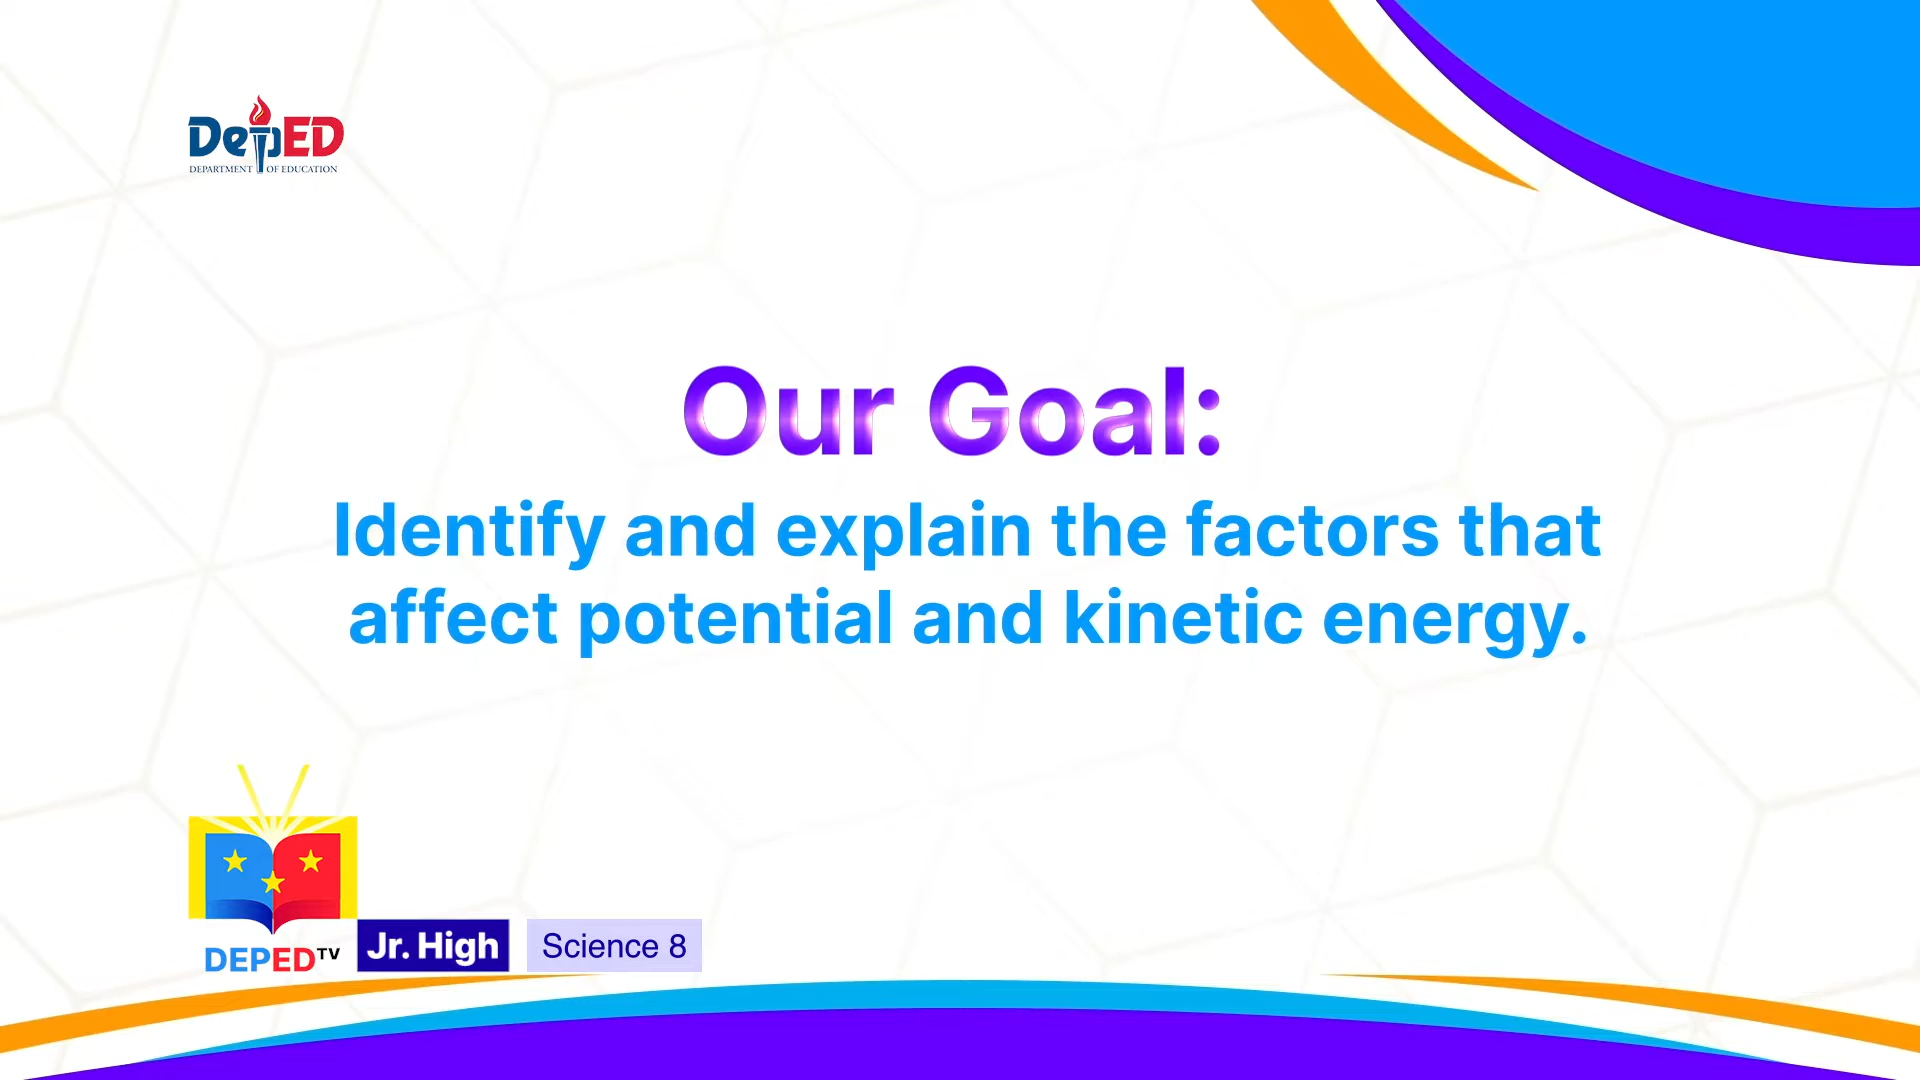 DepED
DEPARTMENT OF EDUCATION
Our Goal:
Identify and explain the factors that
affect potential and kinetic energy.
DEPED TV
Jr. High
Science 8